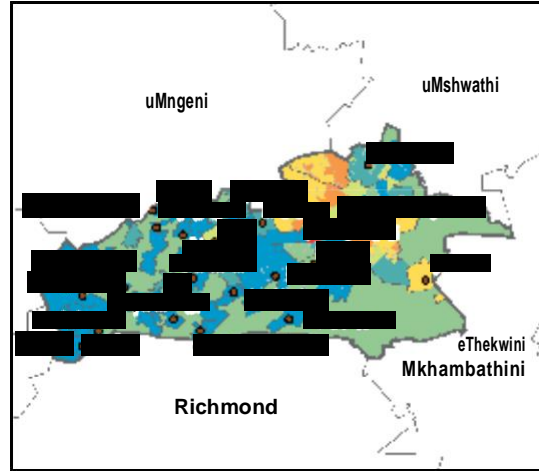 uMshwathi
uMngeni
eThekwini
Mkhambathini
Richmond